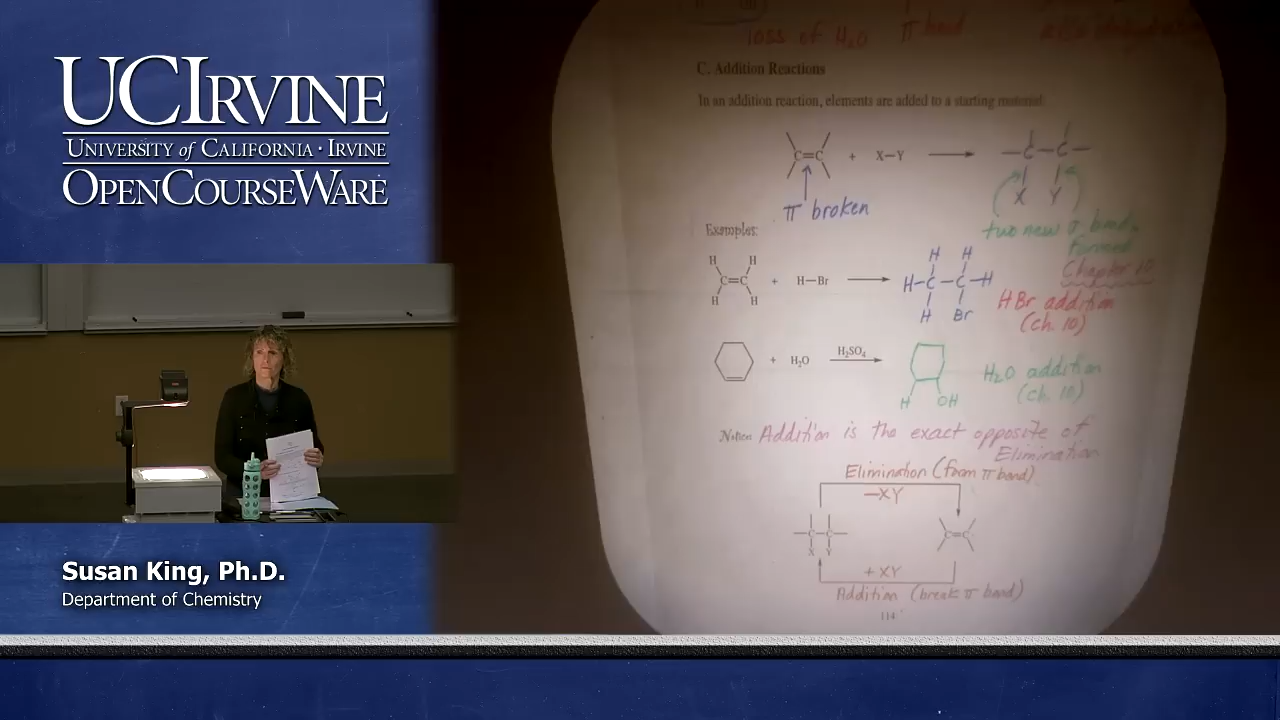 UCIRVINE
UNIVERSITY of CALIFORNIA · IRVINE
OPENCOURSEWARE
Susan King, Ph.D.
Department of Chemistry
loss of H2O π bond
C. Addition Reactions
In an addition reaction, elements are added to a starting material.
C=C + X—Y
C—C
X Y
π broken
two new σ bonds
formed
Examples:
Chapter 10
H H
C=C
H H
+ H—Br
H H
H—C—C—H
H Br
HBr addition
(ch. 10)
+ H2O
H2SO4
H OH
H2O addition
(ch. 10)
Notice: Addition is the exact opposite of
Elimination
Elimination (form π bond)
—XY
C—C
X Y
C=C
+ XY
Addition (break π bond)
114